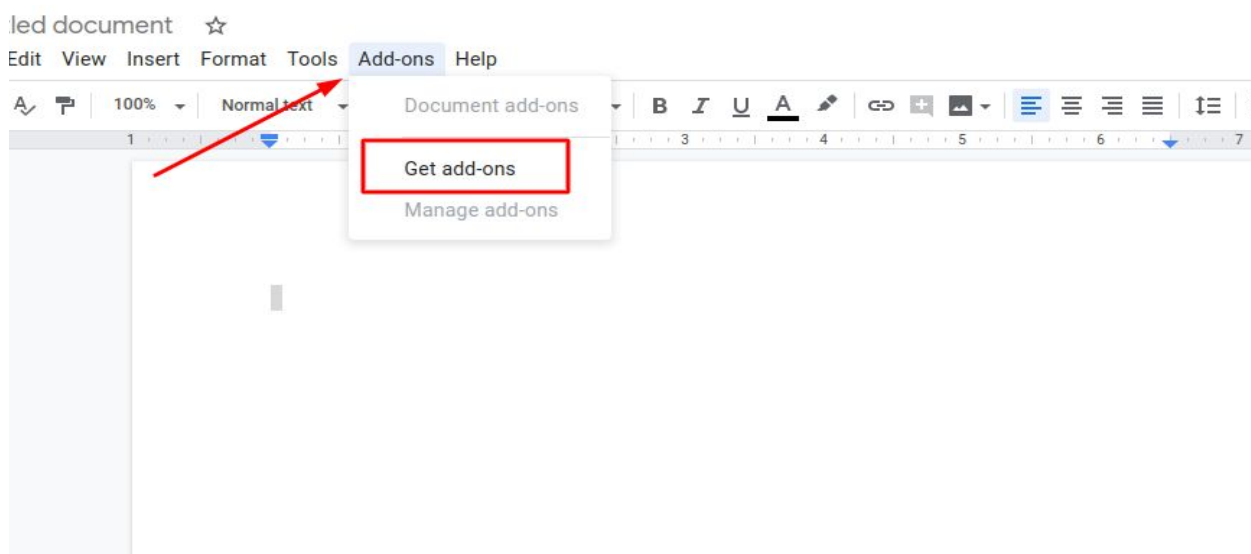 tled document
Edit View Insert Format Tools Add-ons Help
100% Normal text B I U A
Document add-ons
1 3 4 5 6 7
Get add-ons
Manage add-ons